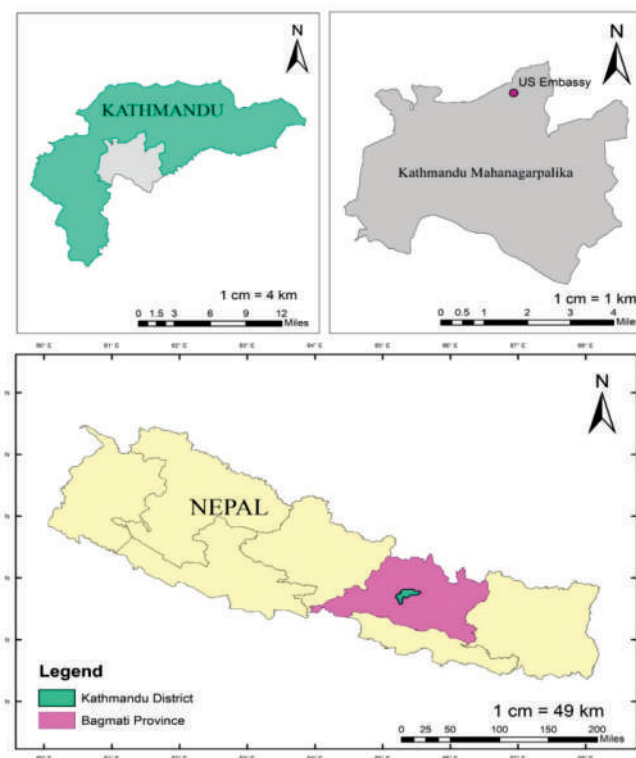 N
KATHMANDU
1 cm = 4 km
0 1.5 3 6 9 12
Miles
N
US Embassy
Kathmandu Mahanagarpalika
1 cm = 1 km
0 0.5 1 2 3 4
Miles
N
NEPAL
Legend
Kathmandu District
Bagmati Province
1 cm = 49 km
0 25 50 100 150 200
Miles